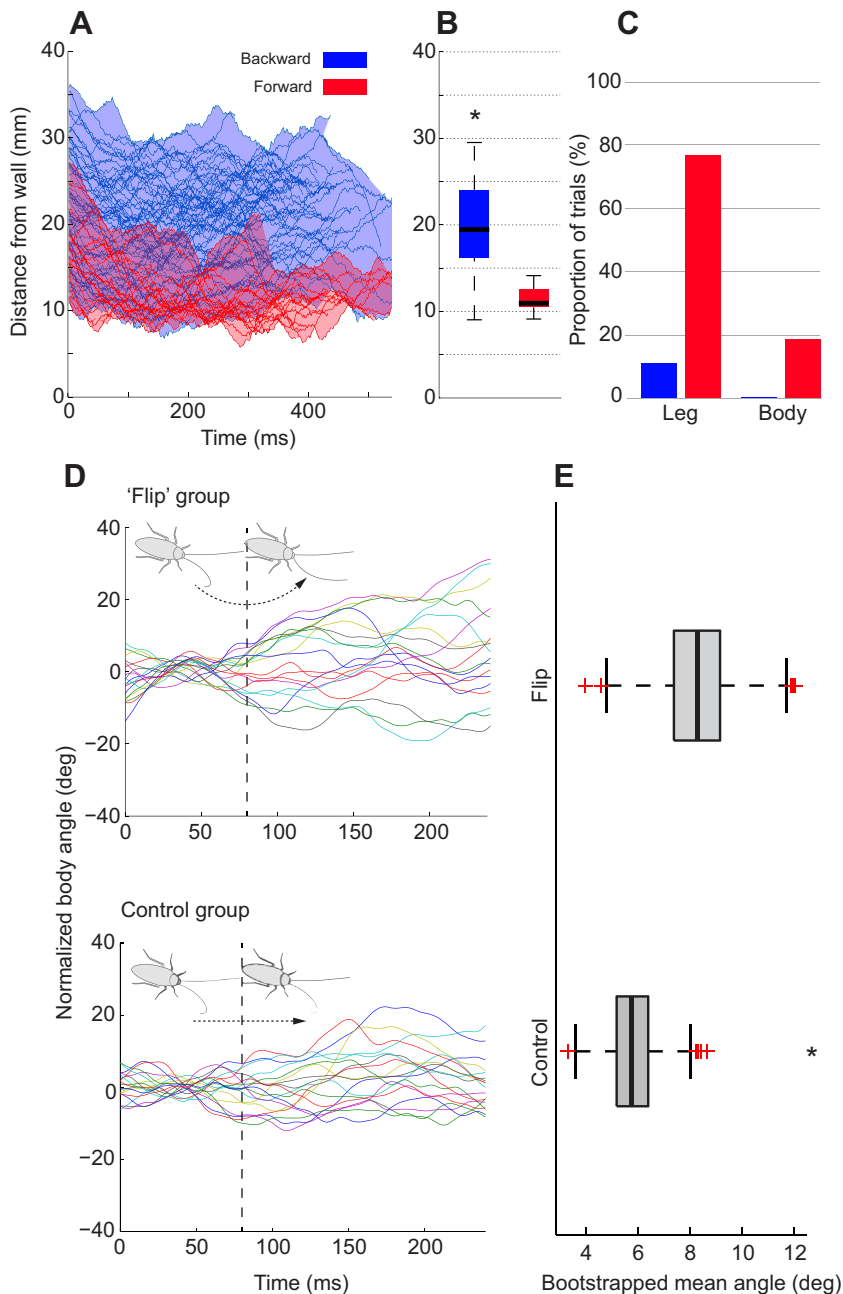 A
B
C
Backward
Forward
Distance from wall (mm)
40
30
20
10
0
0
200
400
Time (ms)
40
30
20
10
0
*
Proportion of trials (%)
100
80
60
40
20
0
Leg
Body
D
'Flip' group
Normalized body angle (deg)
40
20
0
−20
−40
0
50
100
150
200
Control group
40
20
0
−20
−40
0
50
100
150
200
Time (ms)
E
Flip
Control
*
4
6
8
10
12
Bootstrapped mean angle (deg)